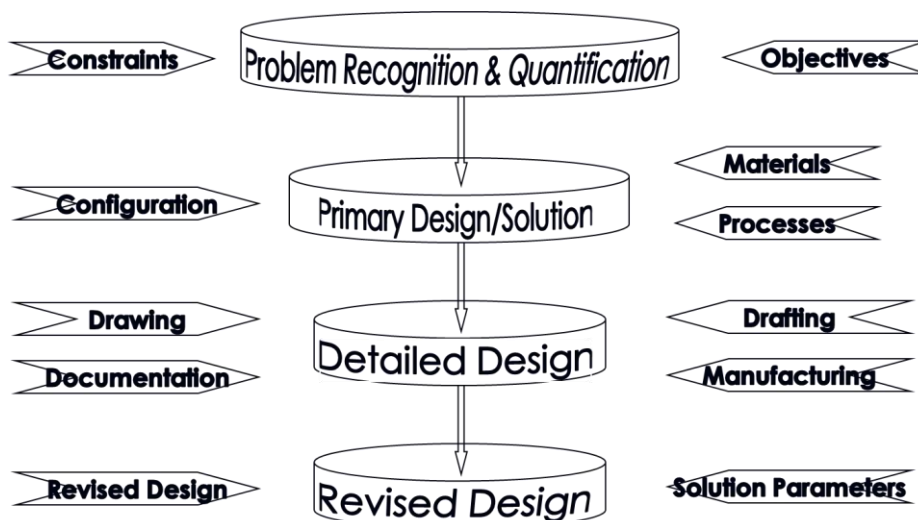 Constraints
Problem Recognition & Quantification
Objectives
Materials
Configuration
Primary Design/Solution
Processes
Drawing
Drafting
Detailed Design
Documentation
Manufacturing
Revised Design
Revised Design
Solution Parameters